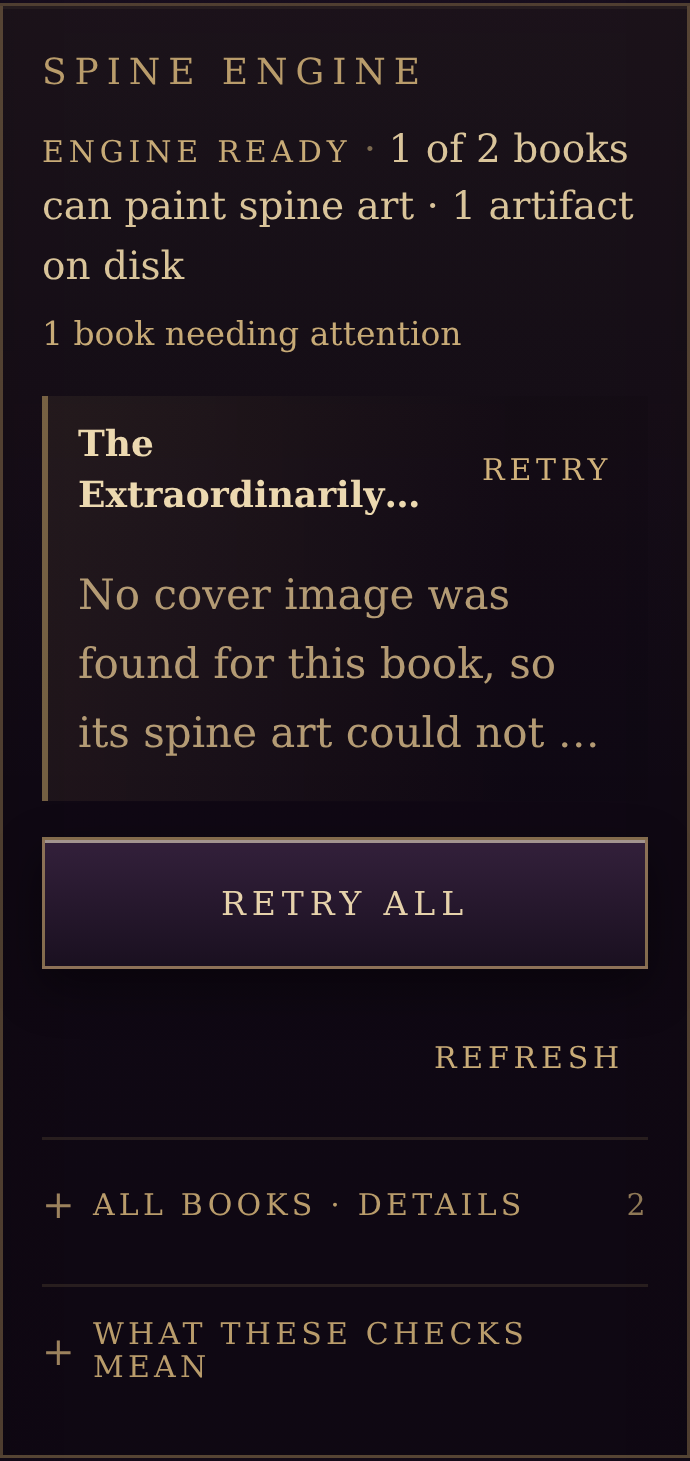 SPINE ENGINE
ENGINE READY · 1 of 2 books
can paint spine art · 1 artifact
on disk
1 book needing attention
The
Extraordinarily…
RETRY
No cover image was
found for this book, so
its spine art could not …
RETRY ALL
REFRESH
+ ALL BOOKS · DETAILS 2
+ WHAT THESE CHECKS
MEAN